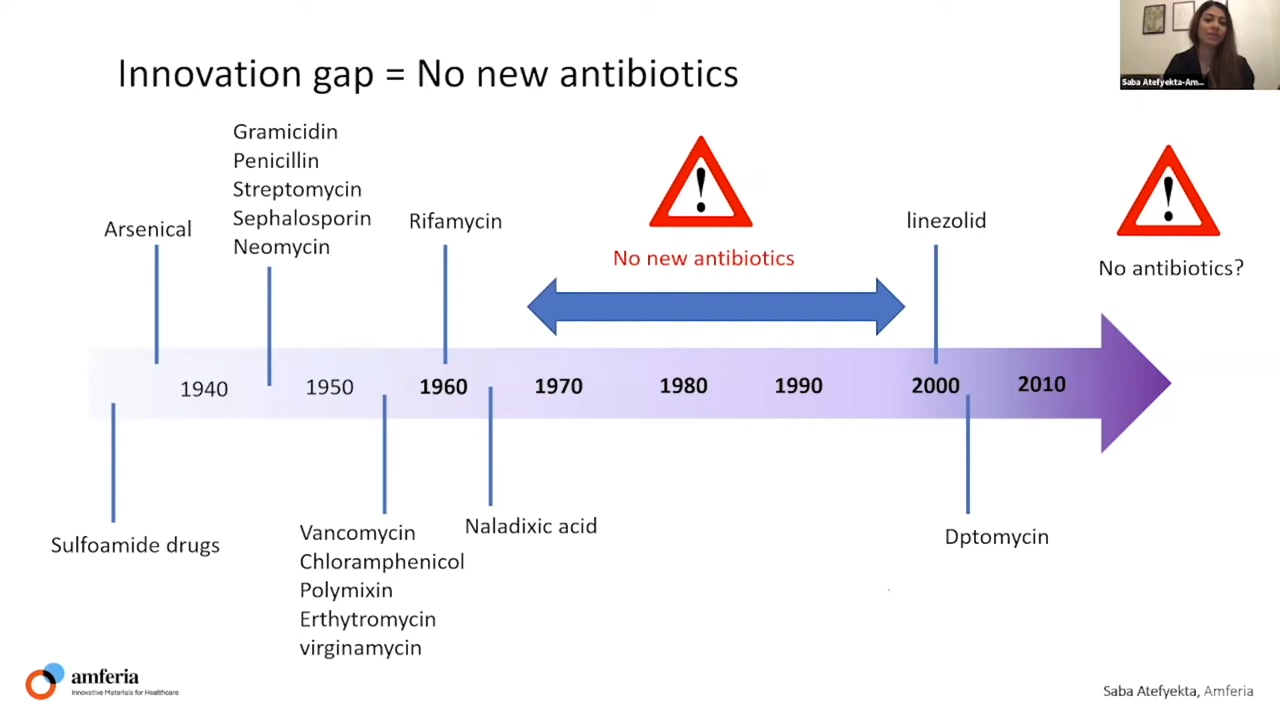 Innovation gap = No new antibiotics
Saba Atefyekta-Am...
Gramicidin
Penicillin
Streptomycin
Sephalosporin
Neomycin
Arsenical
Rifamycin
!
No new antibiotics
linezolid
!
No antibiotics?
1940
1950
1960
1970
1980
1990
2000
2010
Sulfoamide drugs
Vancomycin
Chloramphenicol
Polymixin
Erthytromycin
virginamycin
Naladixic acid
Dptomycin
amferia
Innovative Materials for Healthcare
Saba Atefyekta, Amferia